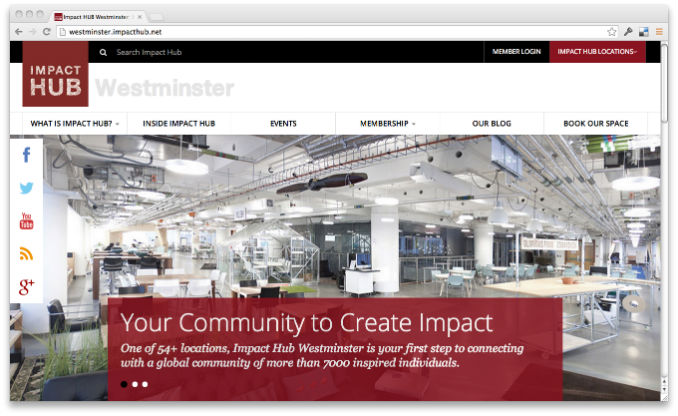 Impact HUB Westminster
westminster.impacthub.net
Search Impact Hub
MEMBER LOGIN
IMPACT HUB LOCATIONS
IMPACT
HUB
Westminster
WHAT IS IMPACT HUB?
INSIDE IMPACT HUB
EVENTS
MEMBERSHIP
OUR BLOG
BOOK OUR SPACE
f
You
Tube
g+
Your Community to Create Impact
One of 54+ locations, Impact Hub Westminster is your first step to connecting
with a global community of more than 7000 inspired individuals.